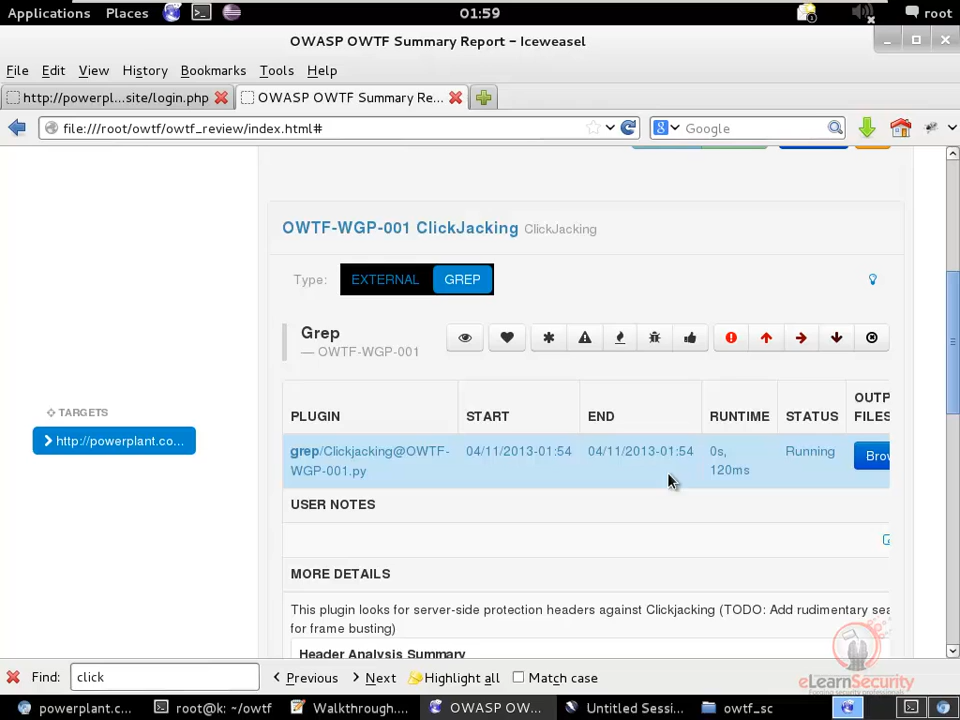 Applications Places 01:59 root
OWASP OWTF Summary Report - Iceweasel
File Edit View History Bookmarks Tools Help
http://powerpl...site/login.php OWASP OWTF Summary Re...
file:///root/owtf/owtf_review/index.html# Google
OWTF-WGP-001 ClickJacking ClickJacking
Type: EXTERNAL GREP
Grep
— OWTF-WGP-001
TARGETS
http://powerplant.co...
PLUGIN START END RUNTIME STATUS OUTP
FILES
grep/Clickjacking@OWTF-
WGP-001.py
04/11/2013-01:54 04/11/2013-01:54 0s,
120ms
Running Brow
USER NOTES
MORE DETAILS
This plugin looks for server-side protection headers against Clickjacking (TODO: Add rudimentary sea
for frame busting)
Header Analysis Summary
eLearnSecurity
Forging security professionals
Find: click Previous Next Highlight all Match case
powerplant.c... root@k: ~/owtf Walkthrough.... OWASP OW... Untitled Sessi... owtf_sc